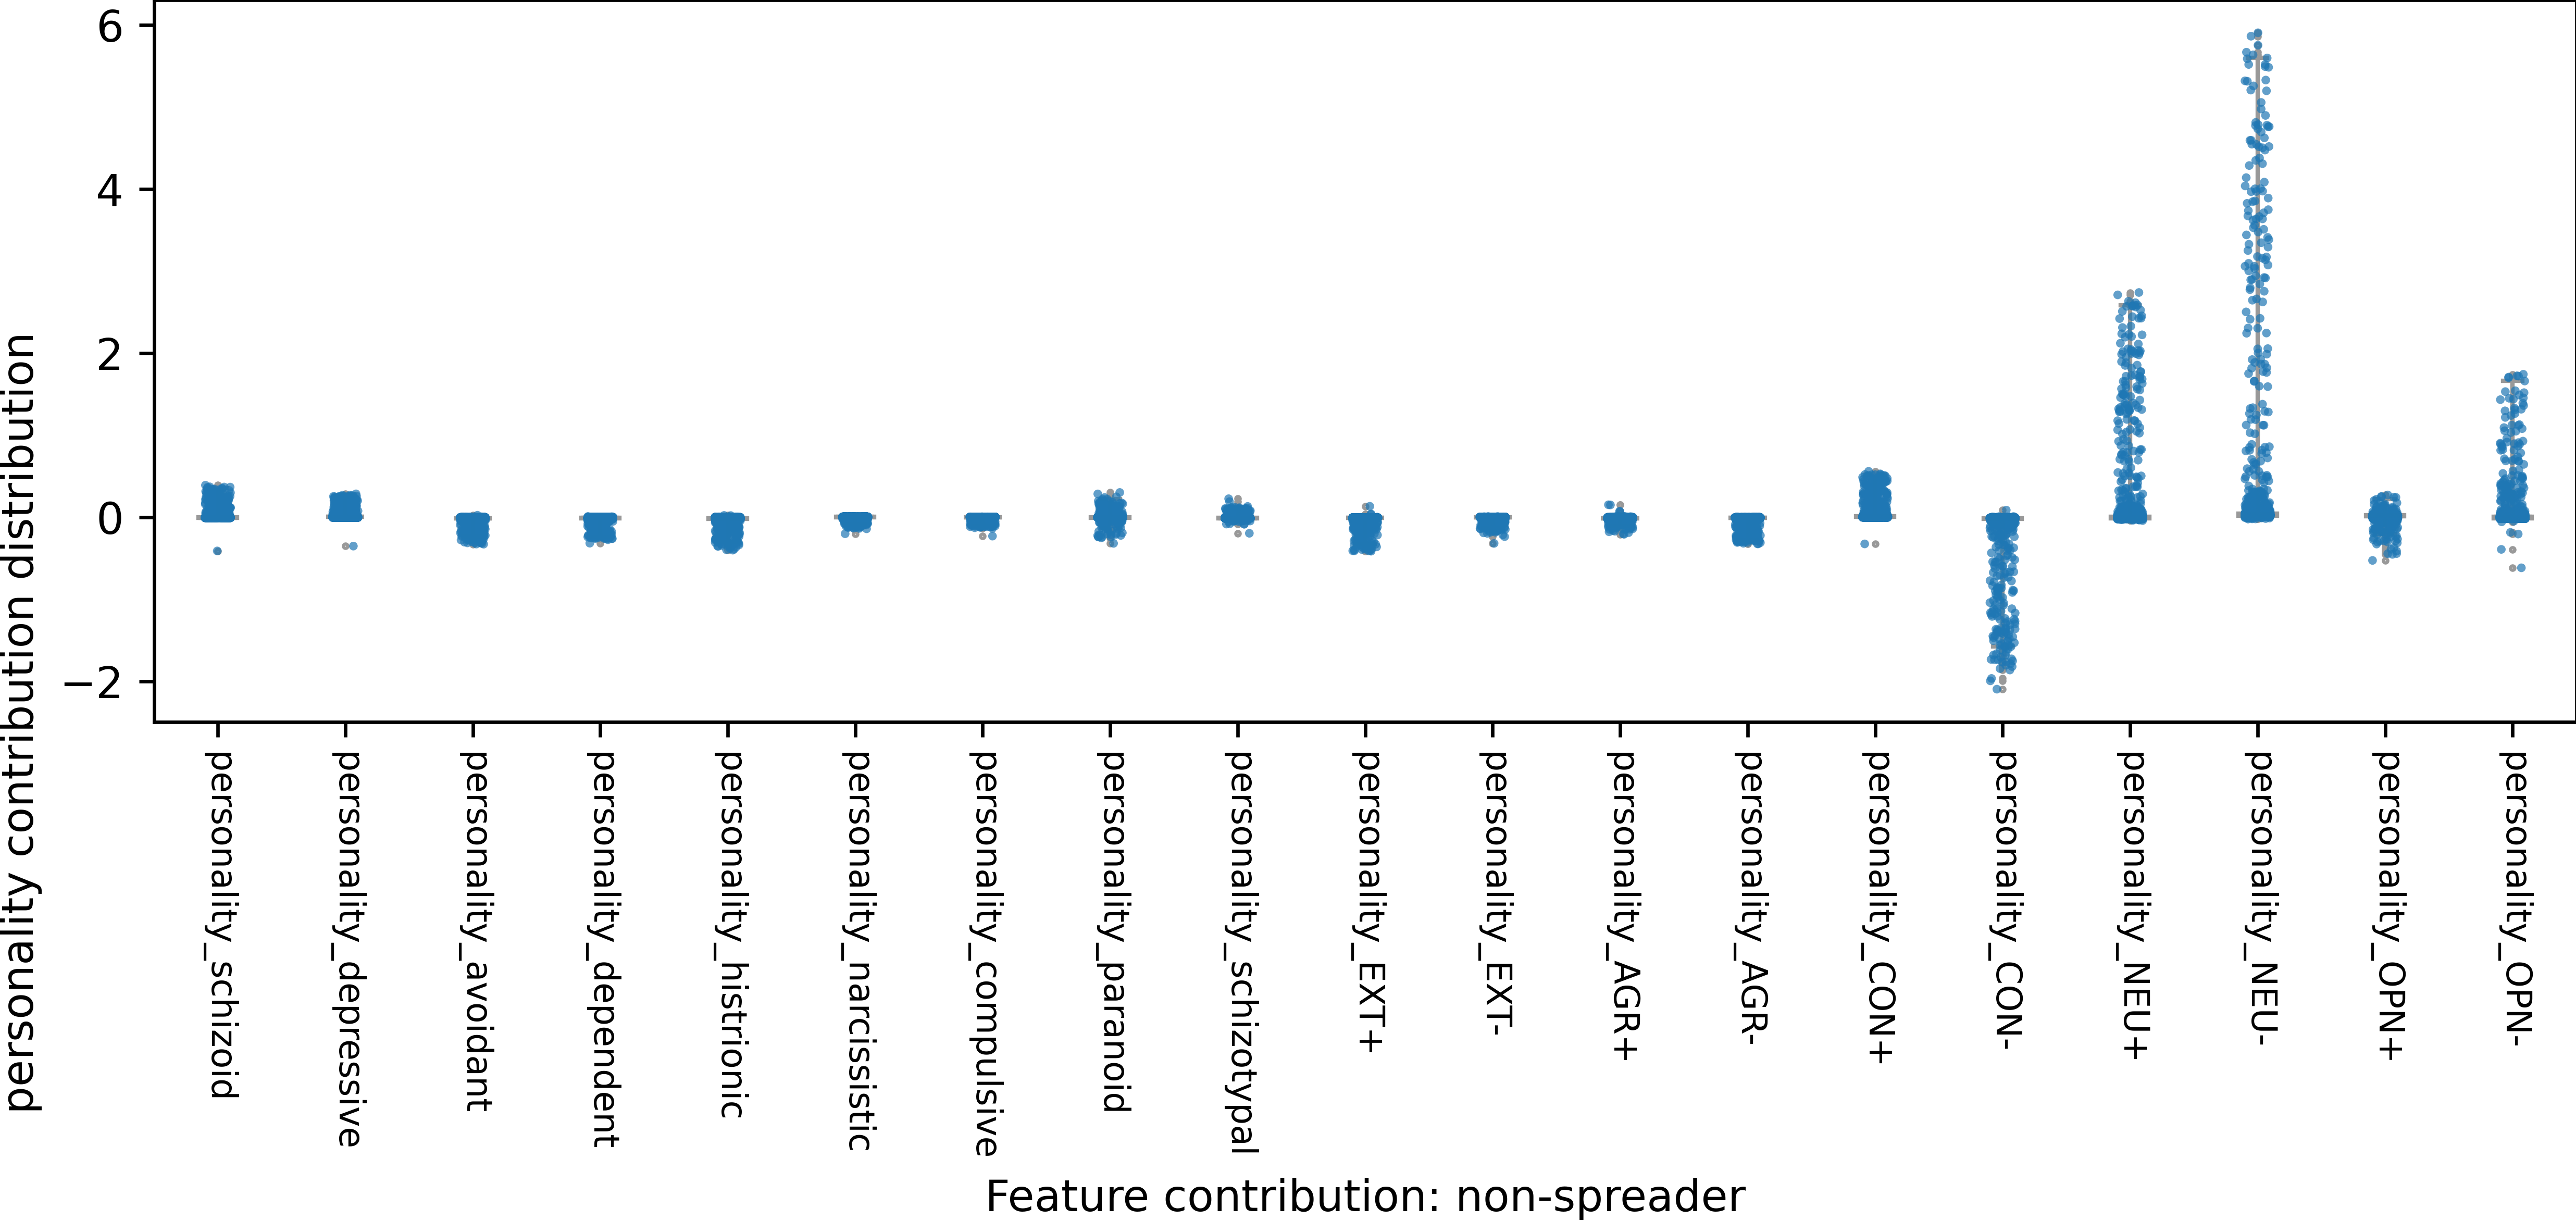 personality contribution distribution
6
4
2
0
−2
personality_schizoid
personality_depressive
personality_avoidant
personality_dependent
personality_histrionic
personality_narcissistic
personality_compulsive
personality_paranoid
personality_schizotypal
personality_EXT+
personality_EXT-
personality_AGR+
personality_AGR-
personality_CON+
personality_CON-
personality_NEU+
personality_NEU-
personality_OPN+
personality_OPN-
Feature contribution: non-spreader